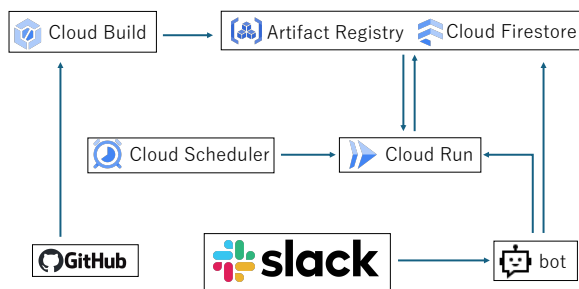 Cloud Build
Artifact Registry
Cloud Firestore
Cloud Scheduler
Cloud Run
GitHub
slack
bot